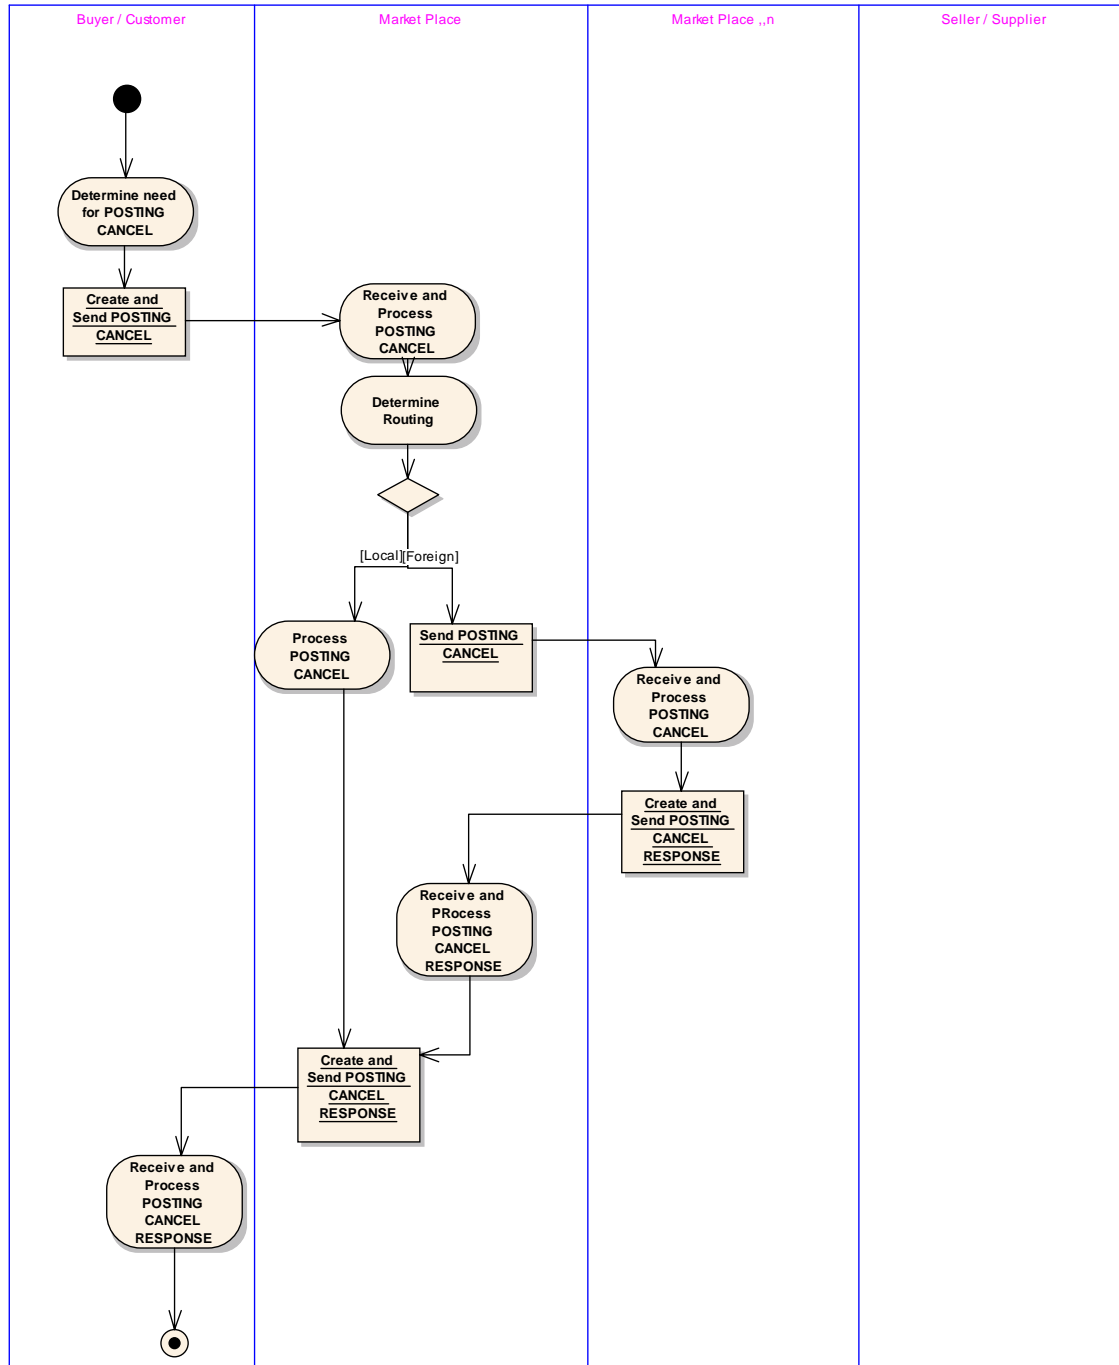 Buyer / Customer
Market Place
Market Place ,,n
Seller / Supplier
Determine need
for POSTING
CANCEL
Create and
Send POSTING
CANCEL
Receive and
Process
POSTING
CANCEL
Determine
Routing
[Local]
[Foreign]
Process
POSTING
CANCEL
Send POSTING
CANCEL
Receive and
Process
POSTING
CANCEL
Create and
Send POSTING
CANCEL
RESPONSE
Receive and
PRocess
POSTING
CANCEL
RESPONSE
Create and
Send POSTING
CANCEL
RESPONSE
Receive and
Process
POSTING
CANCEL
RESPONSE